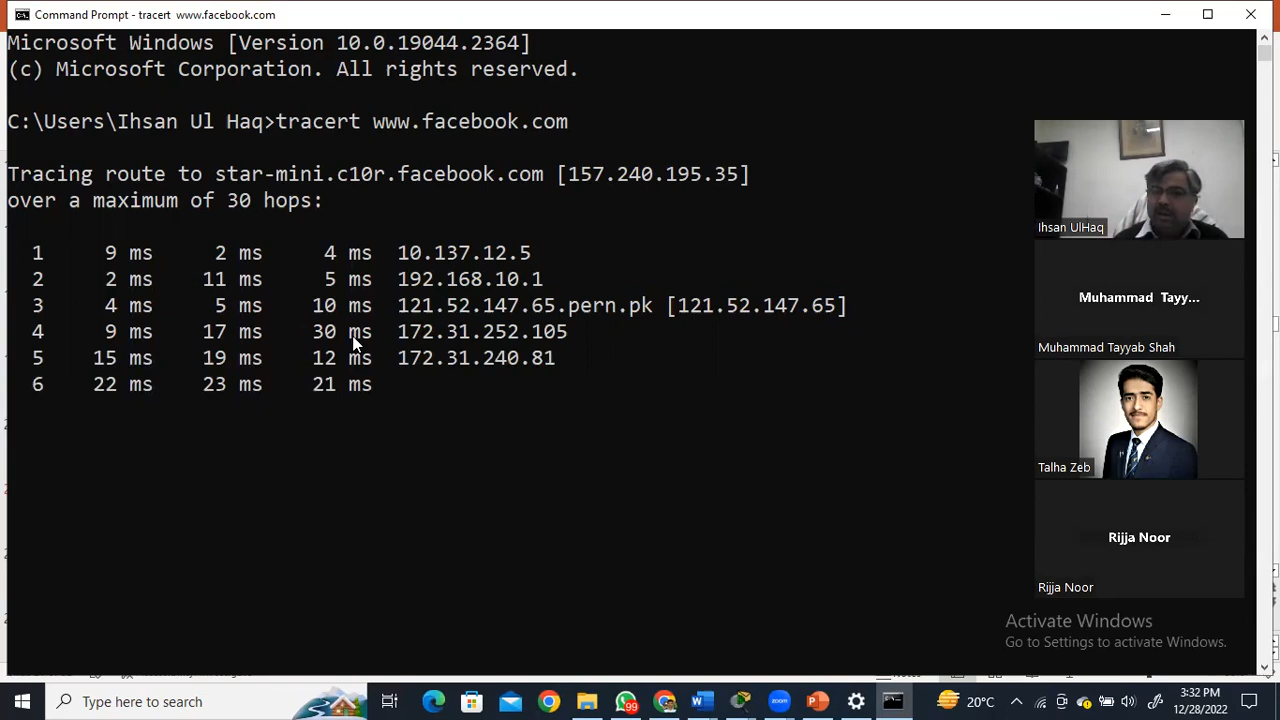 Command Prompt - tracert  www.facebook.com
Microsoft Windows [Version 10.0.19044.2364]
(c) Microsoft Corporation. All rights reserved.
C:\Users\Ihsan Ul Haq>tracert www.facebook.com
Tracing route to star-mini.c10r.facebook.com [157.240.195.35]
over a maximum of 30 hops:
1     9 ms     2 ms     4 ms  10.137.12.5
2     2 ms    11 ms     5 ms  192.168.10.1
3     4 ms     5 ms    10 ms  121.52.147.65.pern.pk [121.52.147.65]
4     9 ms    17 ms    30 ms  172.31.252.105
5    15 ms    19 ms    12 ms  172.31.240.81
6    22 ms    23 ms    21 ms
Ihsan UlHaq
Muhammad Tayy...
Muhammad Tayyab Shah
Talha Zeb
Rijja Noor
Rijja Noor
Activate Windows
Go to Settings to activate Windows.
Type here to search
99
20°C
3:32 PM
12/28/2022